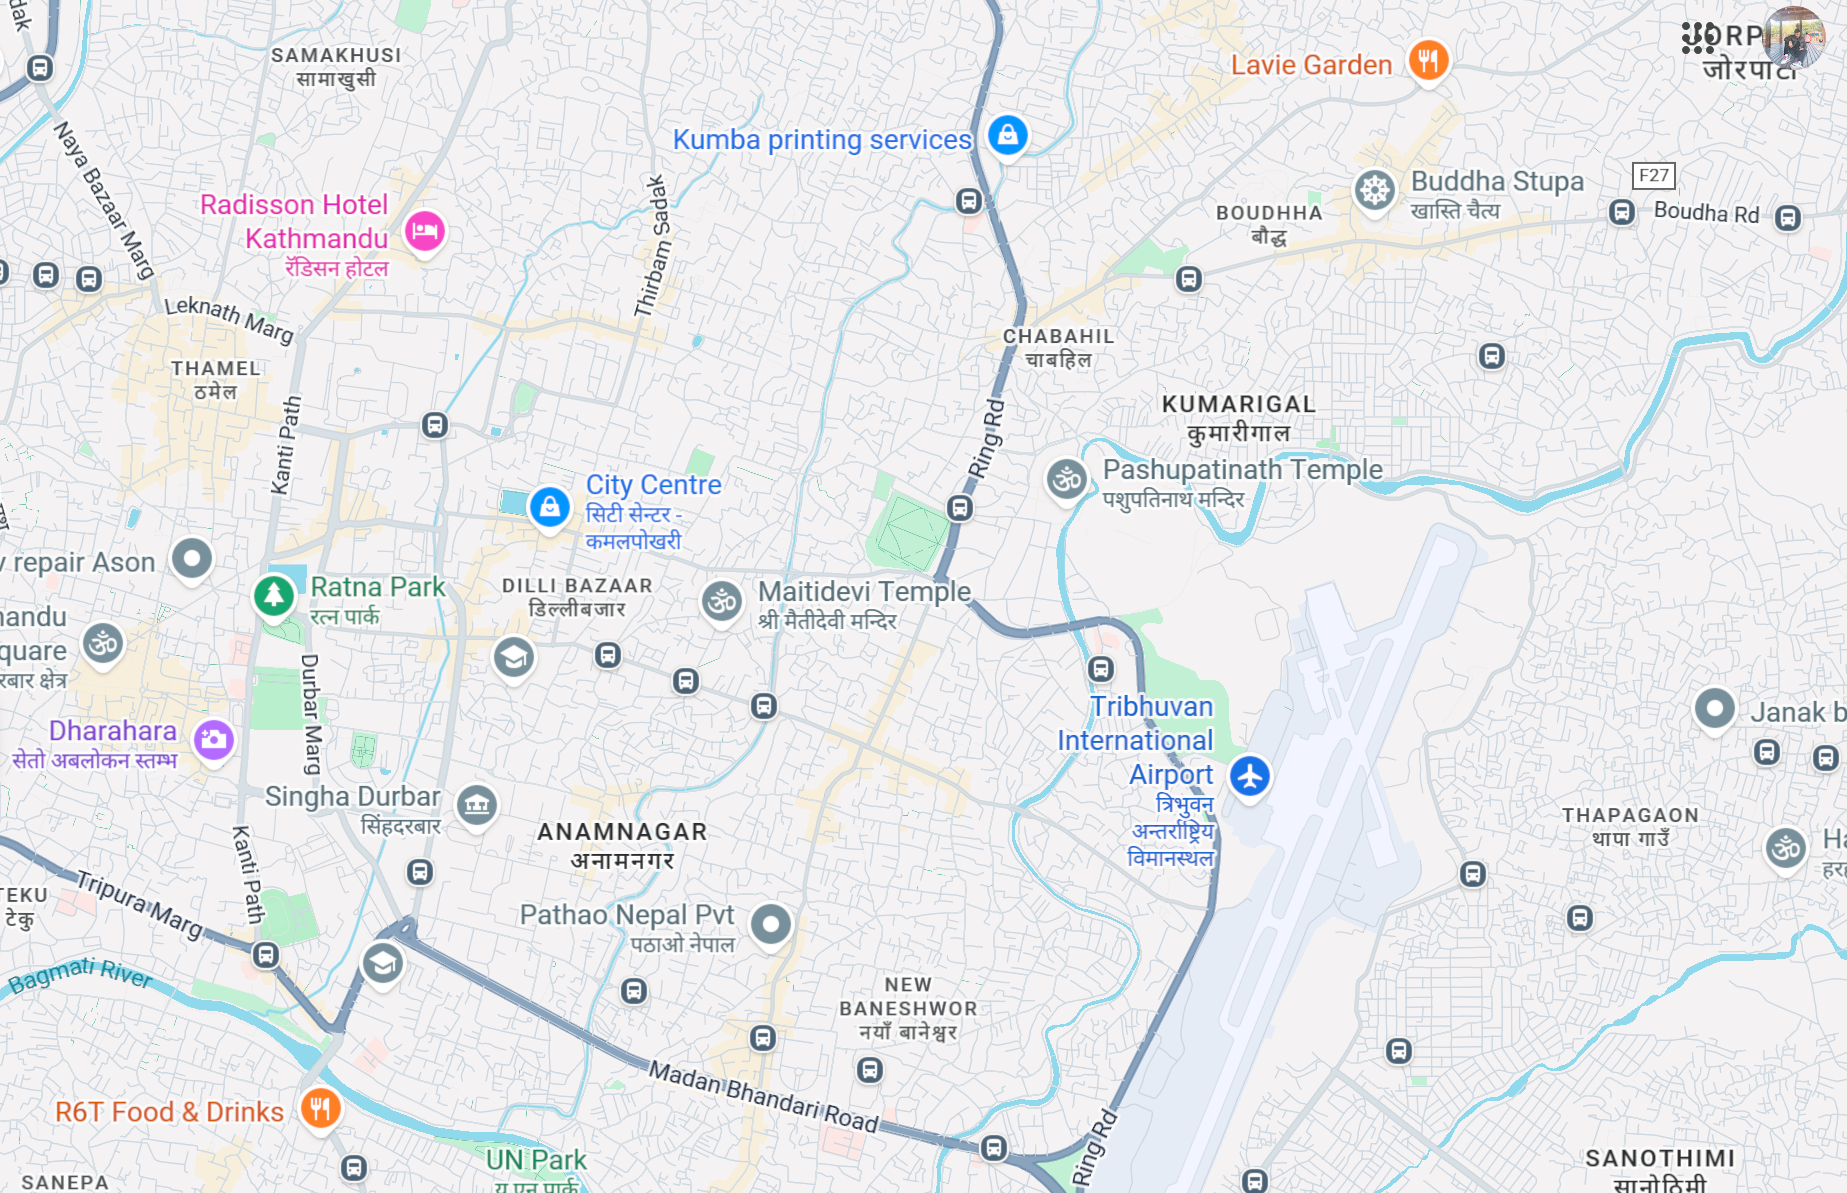 SAMAKHUSI
सामाखुसी
Lavie Garden
जोरपाटी
Naya Bazaar Marg
Kumba printing services
Buddha Stupa
खास्ति चैत्य
F27
Boudha Rd
BOUDHHA
बौद्ध
Radisson Hotel
Kathmandu
रॅडिसन होटल
Thirbam Sadak
Leknath Marg
CHABAHIL
चाबहिल
THAMEL
ठमेल
Kanti Path
Ring Rd
KUMARIGAL
कुमारीगाल
Pashupatinath Temple
पशुपतिनाथ मन्दिर
City Centre
सिटी सेन्टर -
कमलपोखरी
repair Ason
Ratna Park
रत्न पार्क
DILLI BAZAAR
डिल्लीबजार
Maitidevi Temple
श्री मैतीदेवी मन्दिर
andu
quare
रबार क्षेत्र
Durbar Marg
Dharahara
सेतो अबलोकन स्तम्भ
Tribhuvan
International
Airport
त्रिभुवन
अन्तर्राष्ट्रिय
विमानस्थल
Janak b
Singha Durbar
सिंहदरबार
ANAMNAGAR
अनामनगर
THAPAGAON
थापा गाउँ
Ha
हरह
Kanti Path
TEKU
टेकु
Tripura Marg
Pathao Nepal Pvt
पठाओ नेपाल
Bagmati River
NEW
BANESHWOR
नयाँ बानेश्वर
Madan Bhandari Road
R6T Food & Drinks
Ring Rd
UN Park
यु एन पार्क
SANEPA
SANOTHIMI
सानोठिमी